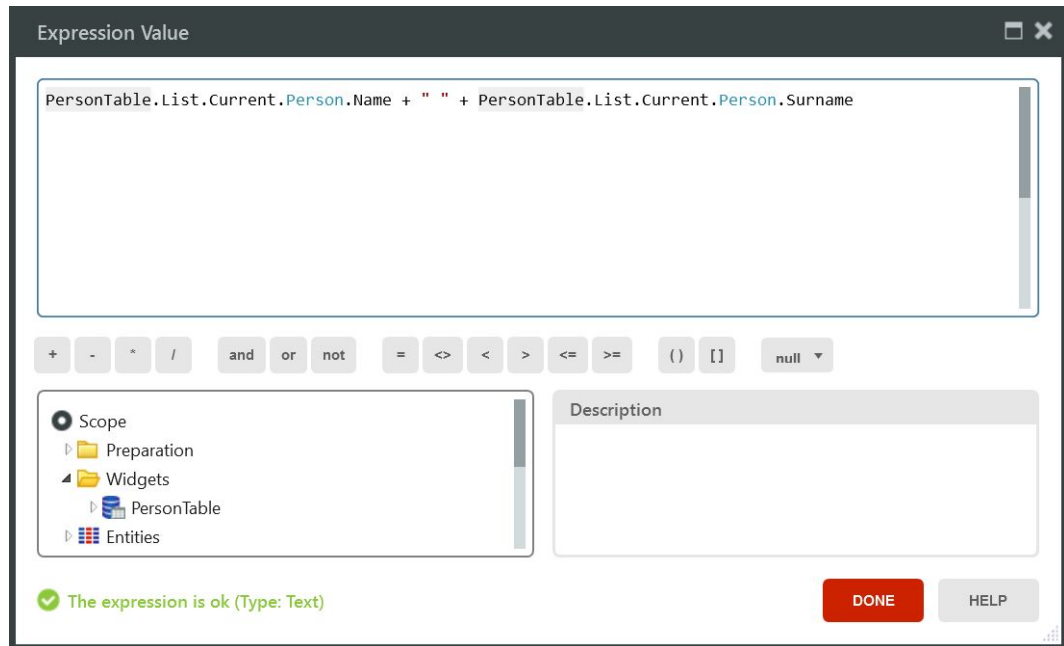 Expression Value
PersonTable.List.Current.Person.Name + " " + PersonTable.List.Current.Person.Surname
+ - * / and or not = <> < > <= >= () [] null
Scope
Preparation
Widgets
PersonTable
Entities
Description
The expression is ok (Type: Text)
DONE HELP